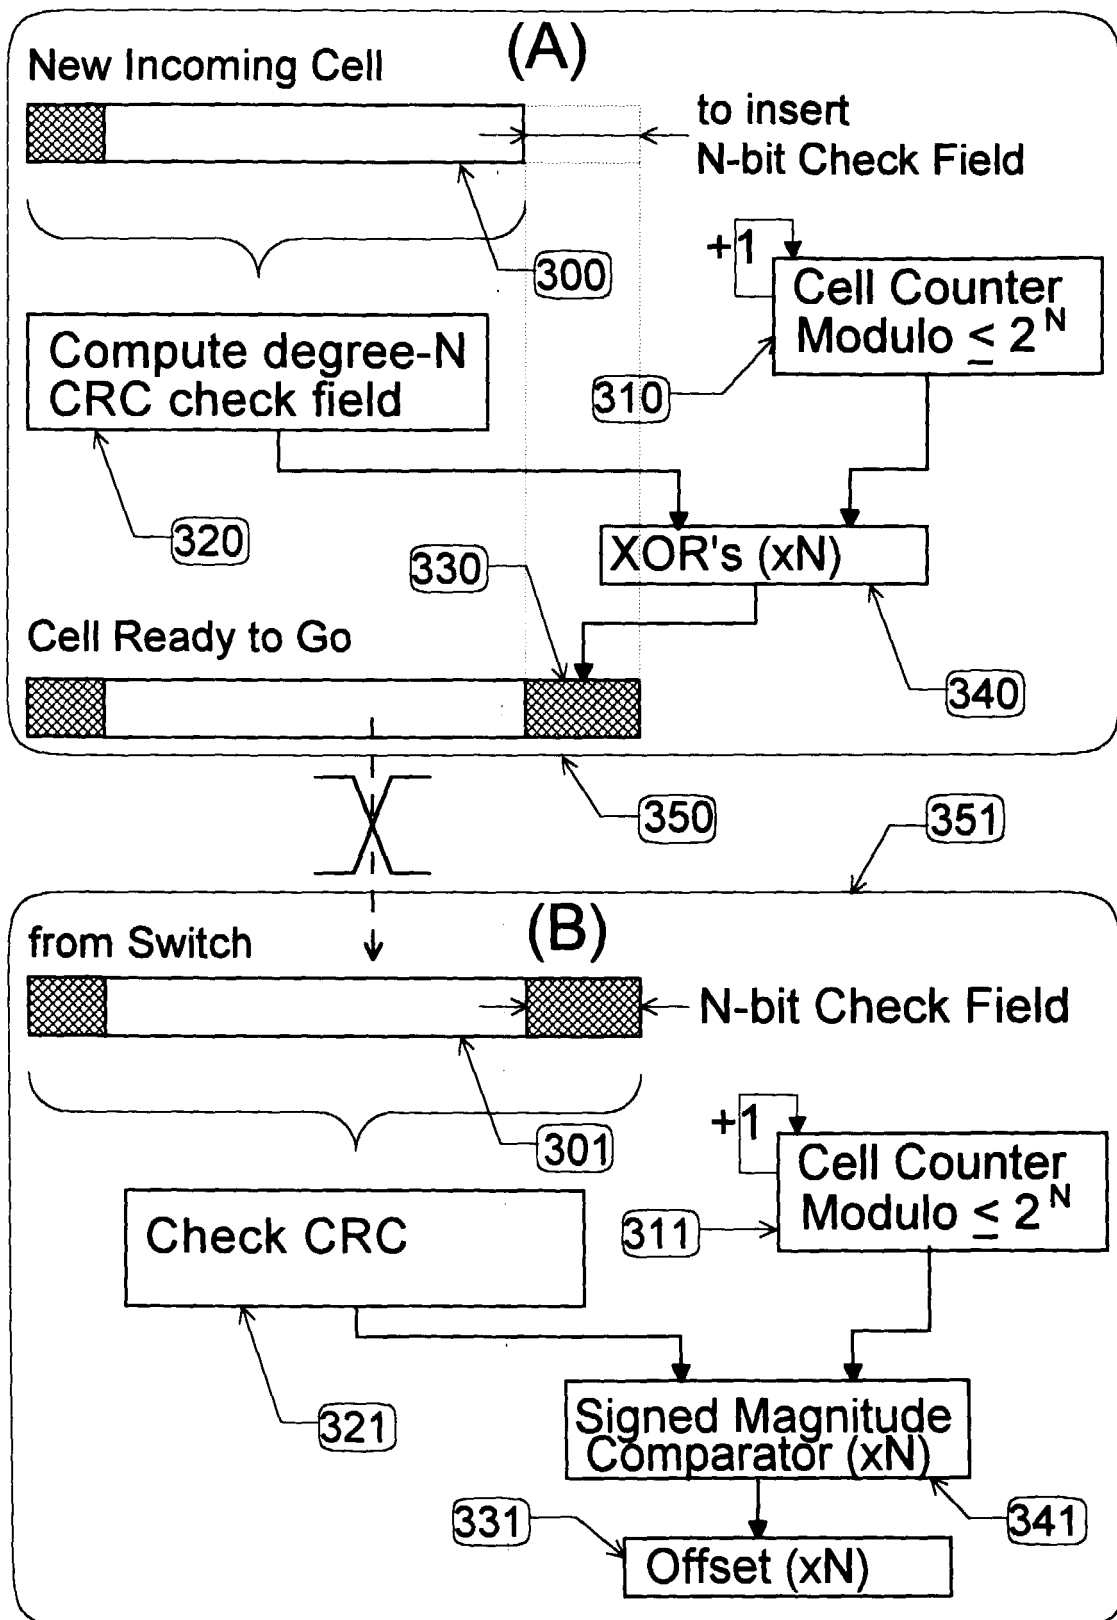 (A)
New Incoming Cell
to insert
N-bit Check Field
300
+1
Cell Counter
Modulo ≤ 2^N
310
Compute degree-N
CRC check field
320
XOR's (xN)
330
340
Cell Ready to Go
350
351
(B)
from Switch
N-bit Check Field
301
+1
Cell Counter
Modulo ≤ 2^N
311
Check CRC
321
Signed Magnitude
Comparator (xN)
341
331
Offset (xN)